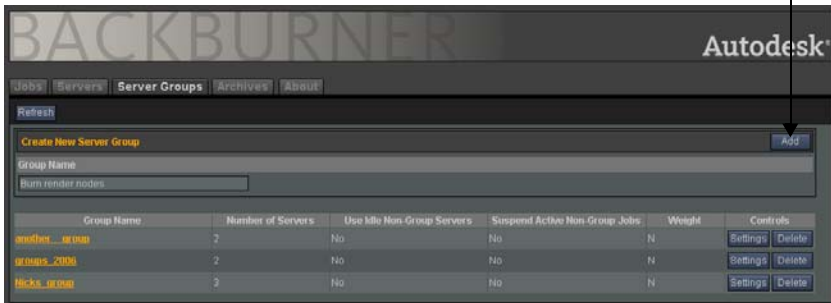 BACKBURNER
Autodesk
Jobs Servers Server Groups Archives About
Refresh
Create New Server Group Add
Group Name
Burn render nodes
Group Name Number of Servers Use Idle Non-Group Servers Suspend Active Non-Group Jobs Weight Controls
another_group 2 No No N Settings Delete
groups_2006 2 No No N Settings Delete
Nicks_group 3 No No N Settings Delete